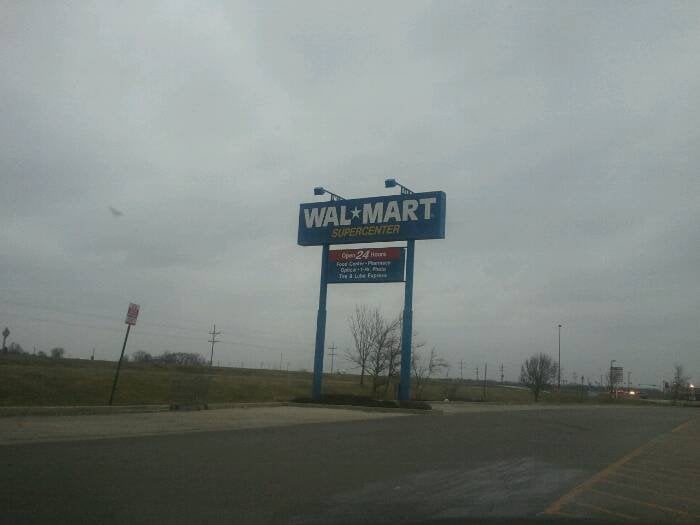 WAL★MART
SUPERCENTER
Open 24 Hours
Food Center • Pharmacy
Optical • 1-Hr. Photo
Tire & Lube Express